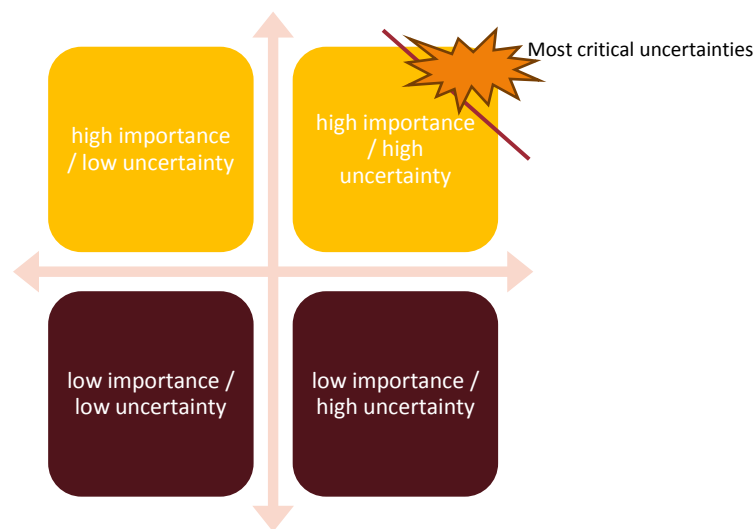 Most critical uncertainties
high importance
/ low uncertainty
high importance
/ high
uncertainty
low importance /
low uncertainty
low importance /
high uncertainty